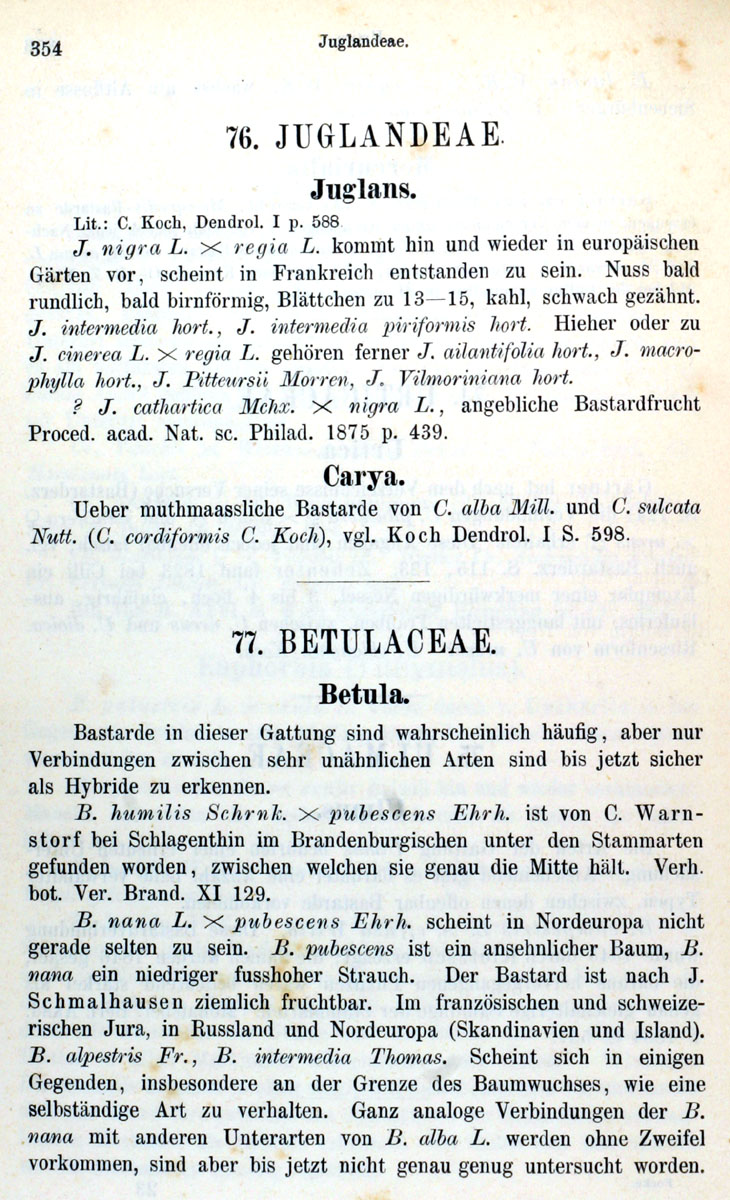 354
Juglandeae.
76. JUGLANDEAE.
Juglans.
Lit.: C. Koch, Dendrol. I p. 588.
J. nigra L. × regia L. kommt hin und wieder in europäischen
Gärten vor, scheint in Frankreich entstanden zu sein. Nuss bald
rundlich, bald birnförmig, Blättchen zu 13—15, kahl, schwach gezähnt.
J. intermedia hort., J. intermedia piriformis hort. Hieher oder zu
J. cinerea L. × regia L. gehören ferner J. ailantifolia hort., J. macro-
phylla hort., J. Pitteursii Morren, J. Vilmoriniana hort.
? J. cathartica Mchx. × nigra L., angebliche Bastardfrucht
Proced. acad. Nat. sc. Philad. 1875 p. 439.
Carya.
Ueber muthmaassliche Bastarde von C. alba Mill. und C. sulcata
Nutt. (C. cordiformis C. Koch), vgl. Koch Dendrol. I S. 598.
77. BETULACEAE.
Betula.
Bastarde in dieser Gattung sind wahrscheinlich häufig, aber nur
Verbindungen zwischen sehr unähnlichen Arten sind bis jetzt sicher
als Hybride zu erkennen.
B. humilis Schrnk. × pubescens Ehrh. ist von C. Warn-
storf bei Schlagenthin im Brandenburgischen unter den Stammarten
gefunden worden, zwischen welchen sie genau die Mitte hält. Verh.
bot. Ver. Brand. XI 129.
B. nana L. × pubescens Ehrh. scheint in Nordeuropa nicht
gerade selten zu sein. B. pubescens ist ein ansehnlicher Baum, B.
nana ein niedriger fusshoher Strauch. Der Bastard ist nach J.
Schmalhausen ziemlich fruchtbar. Im französischen und schweize-
rischen Jura, in Russland und Nordeuropa (Skandinavien und Island).
B. alpestris Fr., B. intermedia Thomas. Scheint sich in einigen
Gegenden, insbesondere an der Grenze des Baumwuchses, wie eine
selbständige Art zu verhalten. Ganz analoge Verbindungen der B.
nana mit anderen Unterarten von B. alba L. werden ohne Zweifel
vorkommen, sind aber bis jetzt nicht genau genug untersucht worden.